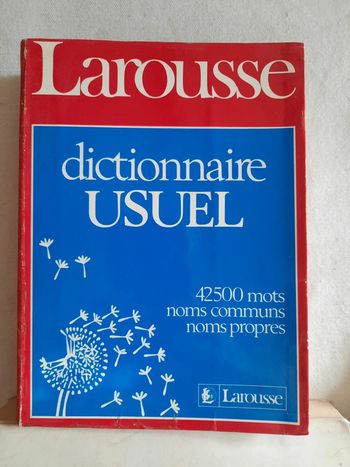 Larousse
dictionnaire
USUEL
42500 mots
noms communs
noms propres
Larousse